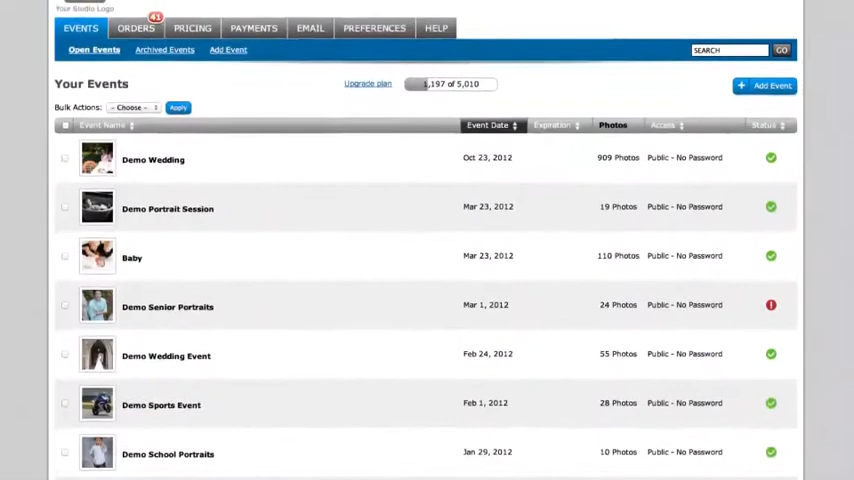 Your Studio Logo
EVENTS ORDERS 41 PRICING PAYMENTS EMAIL PREFERENCES HELP
Open Events Archived Events Add Event SEARCH GO
Your Events Upgrade plan 1,197 of 5,010 + Add Event
Bulk Actions: - Choose - Apply
Event Name Event Date Expiration Photos Access Status
Demo Wedding Oct 23, 2012 909 Photos Public - No Password
Demo Portrait Session Mar 23, 2012 19 Photos Public - No Password
Baby Mar 23, 2012 110 Photos Public - No Password
Demo Senior Portraits Mar 1, 2012 24 Photos Public - No Password
Demo Wedding Event Feb 24, 2012 55 Photos Public - No Password
Demo Sports Event Feb 1, 2012 28 Photos Public - No Password
Demo School Portraits Jan 29, 2012 10 Photos Public - No Password